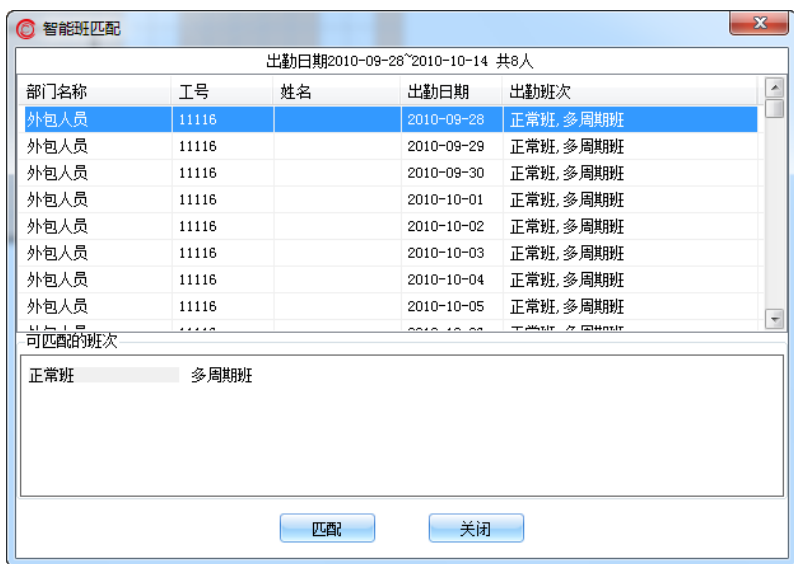 智能班匹配
出勤日期2010-09-28~2010-10-14 共8人
部门名称 工号 姓名 出勤日期 出勤班次
外包人员 11116 2010-09-28 正常班,多周期班
外包人员 11116 2010-09-29 正常班,多周期班
外包人员 11116 2010-09-30 正常班,多周期班
外包人员 11116 2010-10-01 正常班,多周期班
外包人员 11116 2010-10-02 正常班,多周期班
外包人员 11116 2010-10-03 正常班,多周期班
外包人员 11116 2010-10-04 正常班,多周期班
外包人员 11116 2010-10-05 正常班,多周期班
可匹配的班次
正常班 多周期班
匹配 关闭